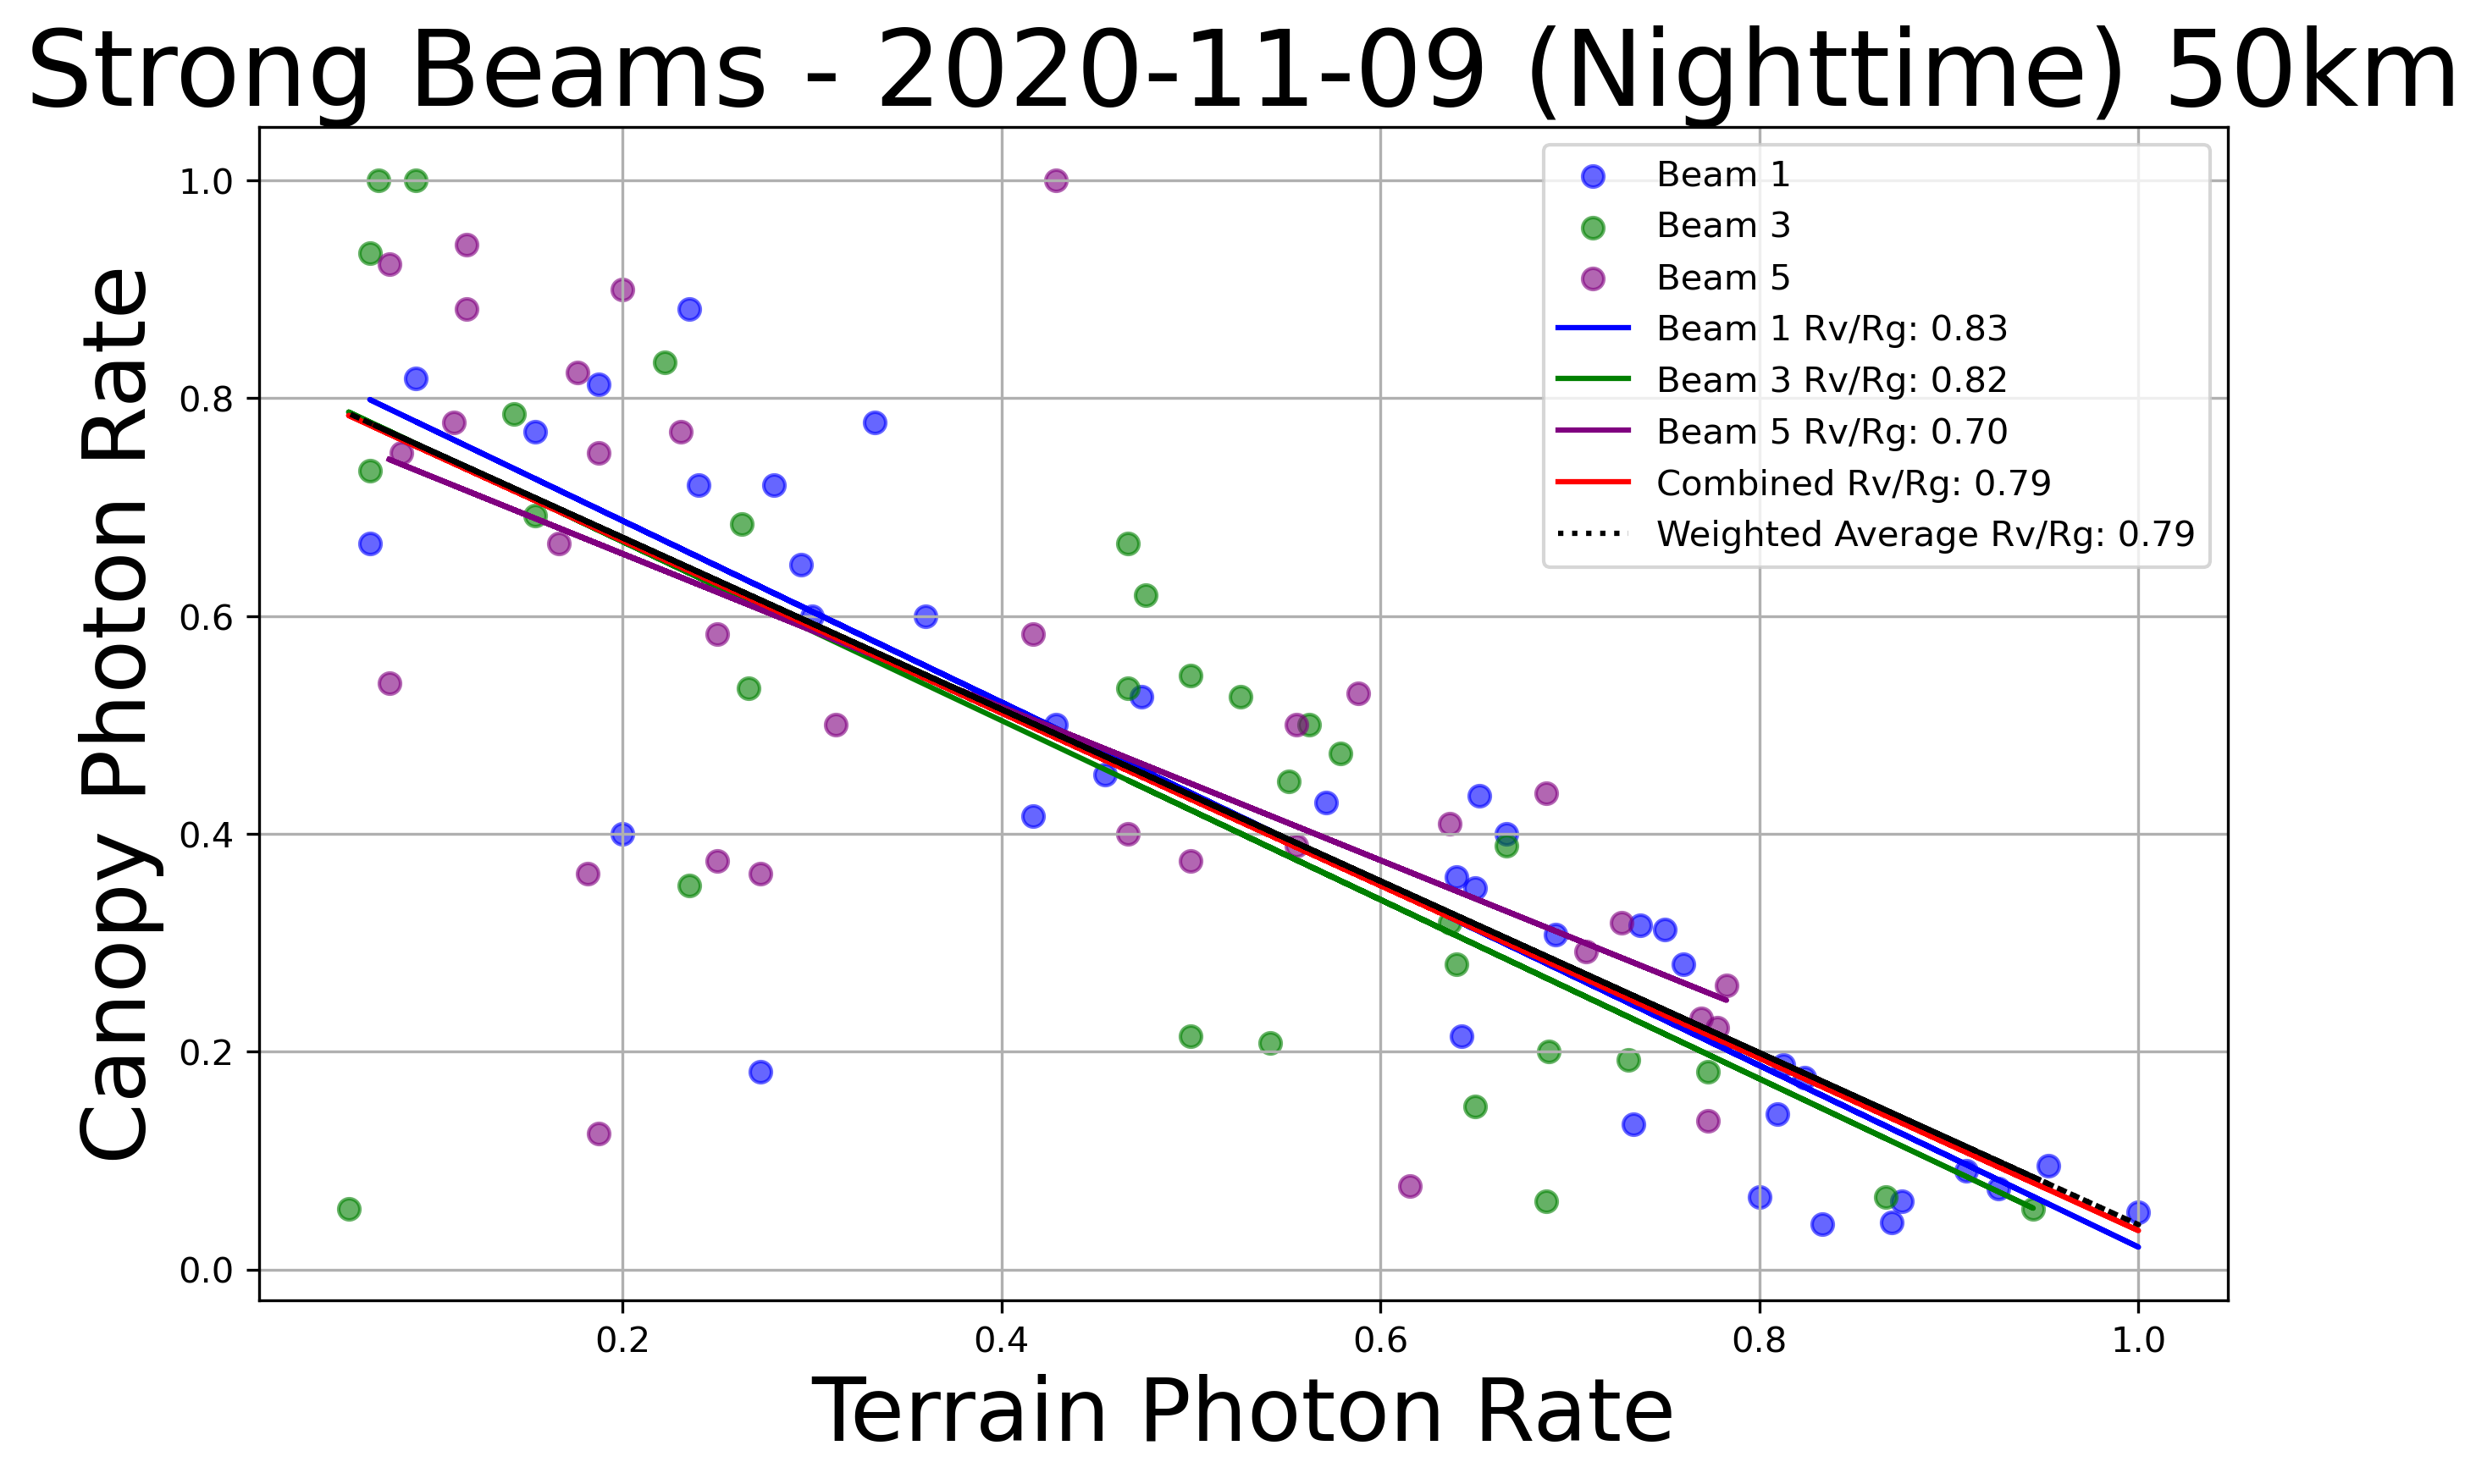 Strong Beams - 2020-11-09 (Nighttime) 50km
Canopy Photon Rate
1.0
0.8
0.6
0.4
0.2
0.0
Beam 1
Beam 3
Beam 5
Beam 1 Rv/Rg: 0.83
Beam 3 Rv/Rg: 0.82
Beam 5 Rv/Rg: 0.70
Combined Rv/Rg: 0.79
Weighted Average Rv/Rg: 0.79
0.2 0.4 0.6 0.8 1.0
Terrain Photon Rate